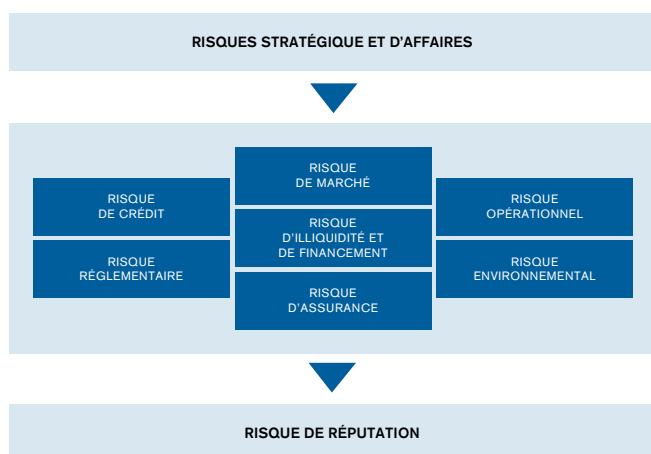 RISQUES STRATÉGIQUE ET D'AFFAIRES
RISQUE
DE CRÉDIT
RISQUE
RÉGLEMENTAIRE
RISQUE
DE MARCHÉ
RISQUE
D'ILLIQUIDITÉ ET
DE FINANCEMENT
RISQUE
D'ASSURANCE
RISQUE
OPÉRATIONNEL
RISQUE
ENVIRONNEMENTAL
RISQUE DE RÉPUTATION